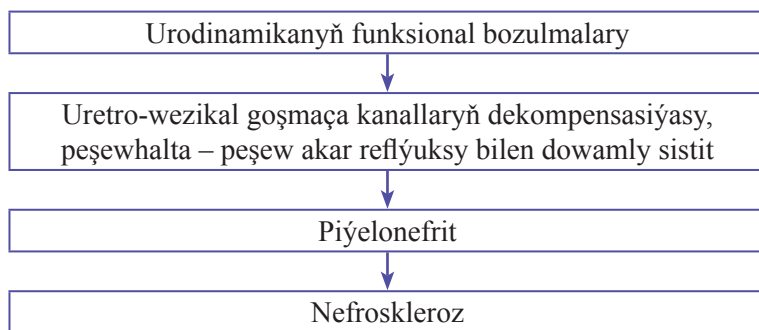 Urodinamikanyň funksional bozulmalary
Uretro-wezikal goşmaça kanallaryň dekompensasiýasy,
peşewhalta – peşew akar reflýuksy bilen dowamly sistit
Piýelonefrit
Nefroskleroz